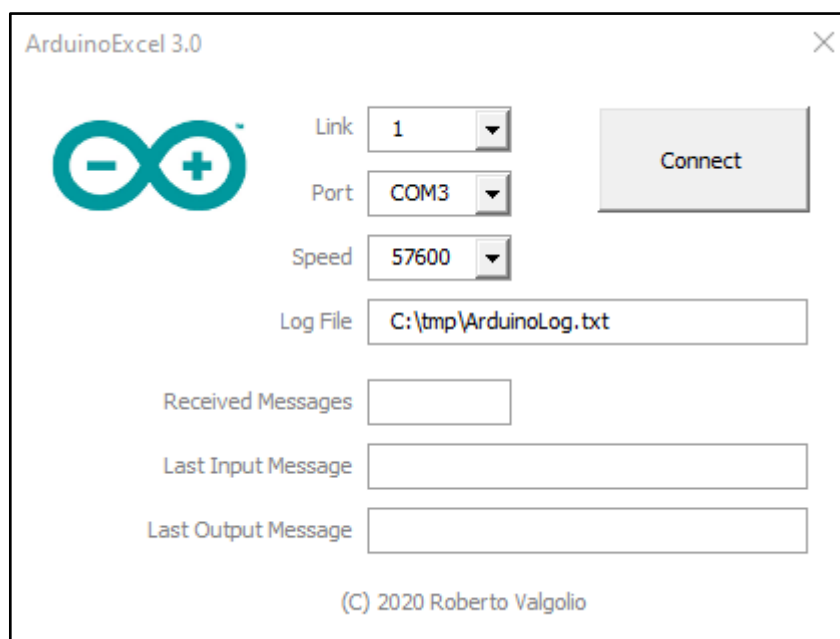 ArduinoExcel 3.0
™
Link 1
Connect
Port COM3
Speed 57600
Log File C:\tmp\ArduinoLog.txt
Received Messages
Last Input Message
Last Output Message
(C) 2020 Roberto Valgolio